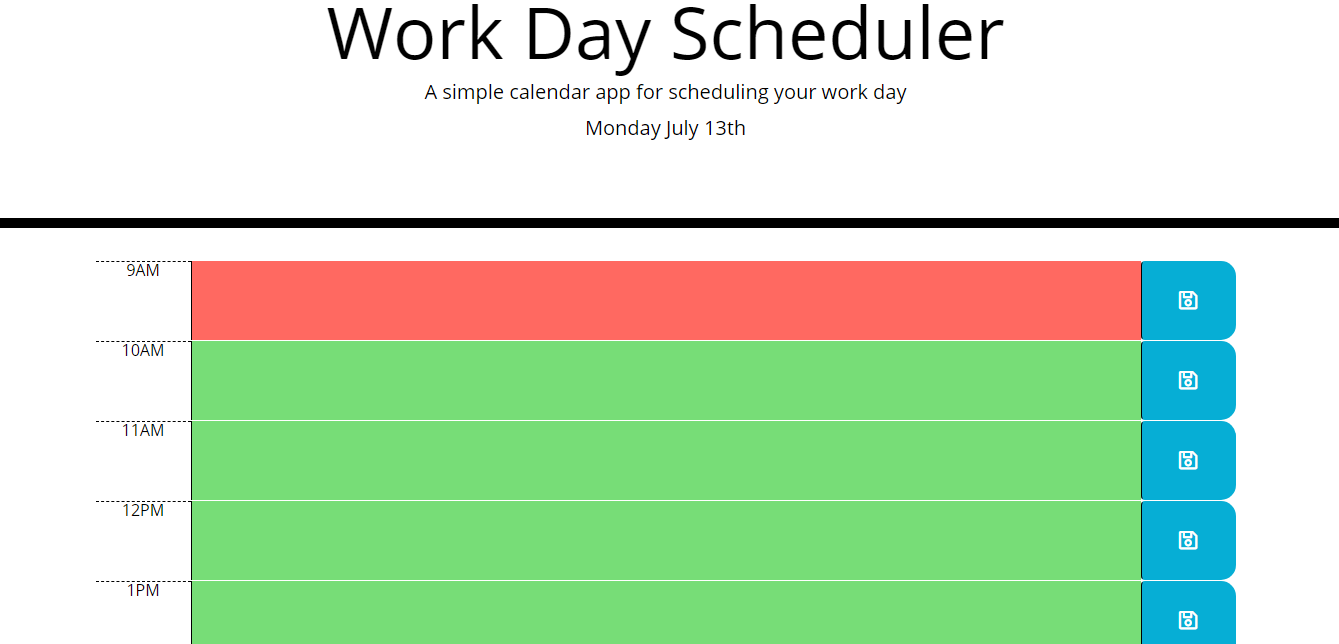 Work Day Scheduler
A simple calendar app for scheduling your work day
Monday July 13th
9AM
10AM
11AM
12PM
1PM